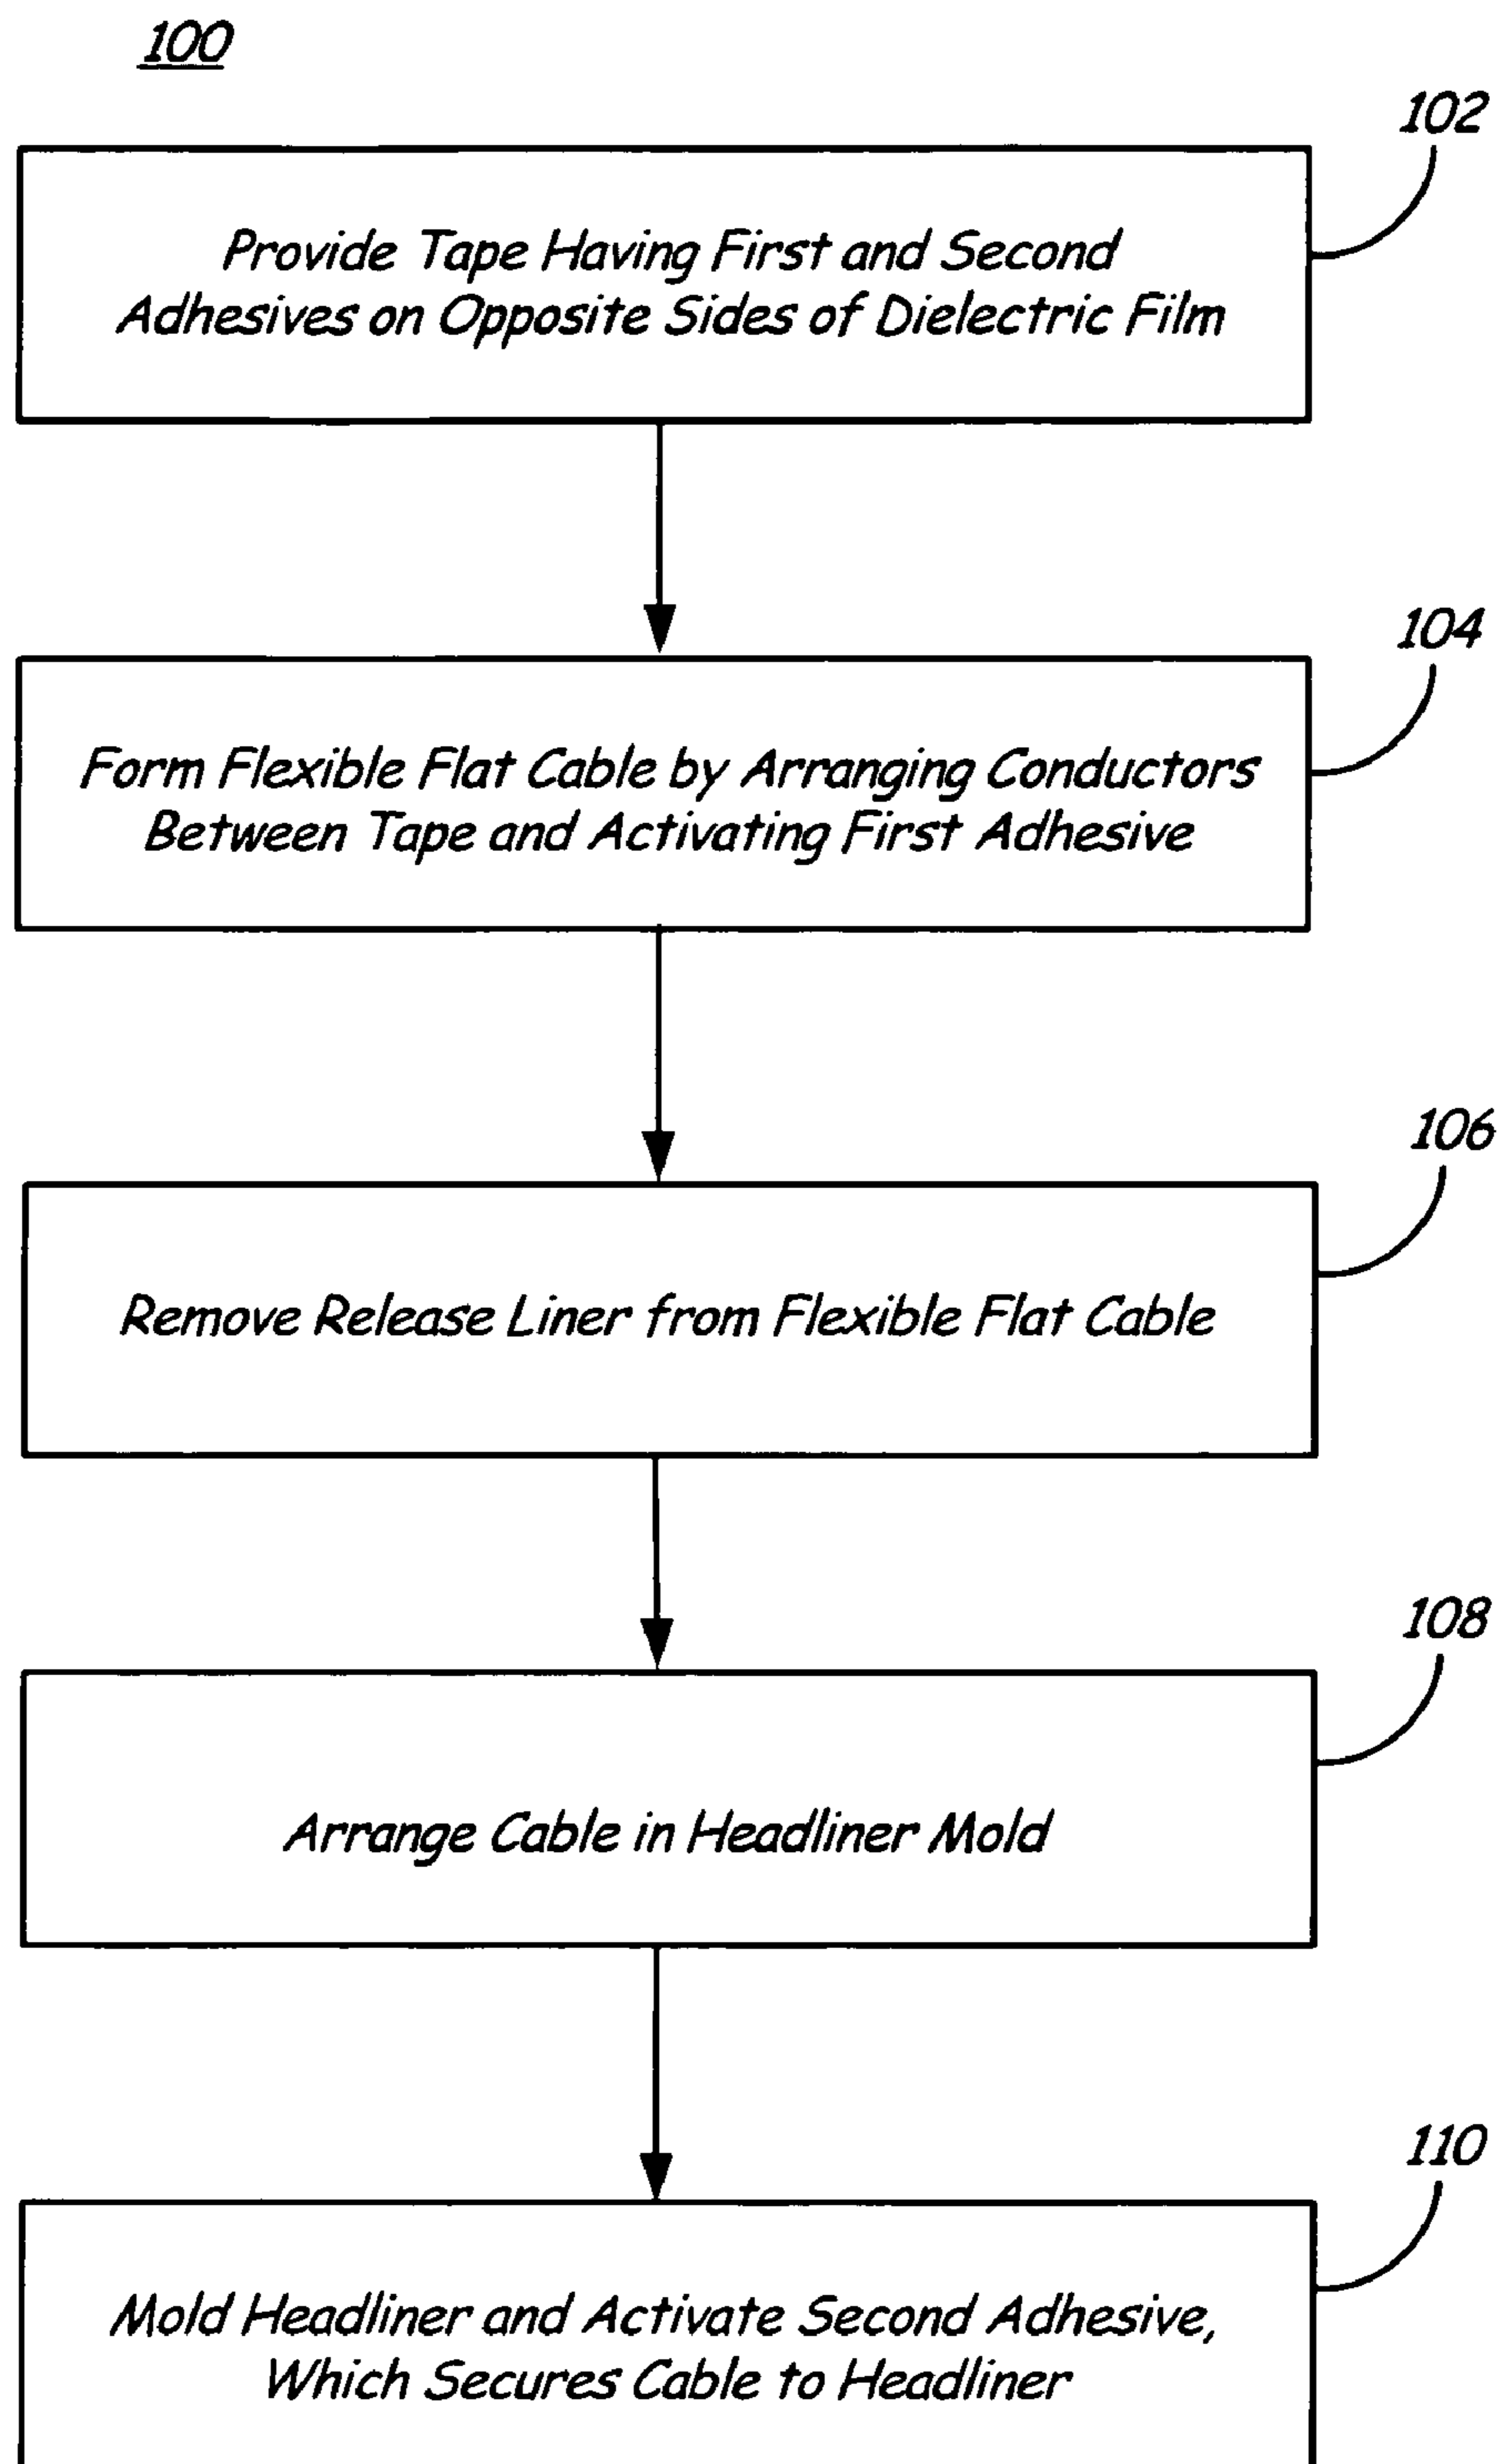 100
102
Provide Tape Having First and Second
Adhesives on Opposite Sides of Dielectric Film
104
Form Flexible Flat Cable by Arranging Conductors
Between Tape and Activating First Adhesive
106
Remove Release Liner from Flexible Flat Cable
108
Arrange Cable in Headliner Mold
110
Mold Headliner and Activate Second Adhesive,
Which Secures Cable to Headliner